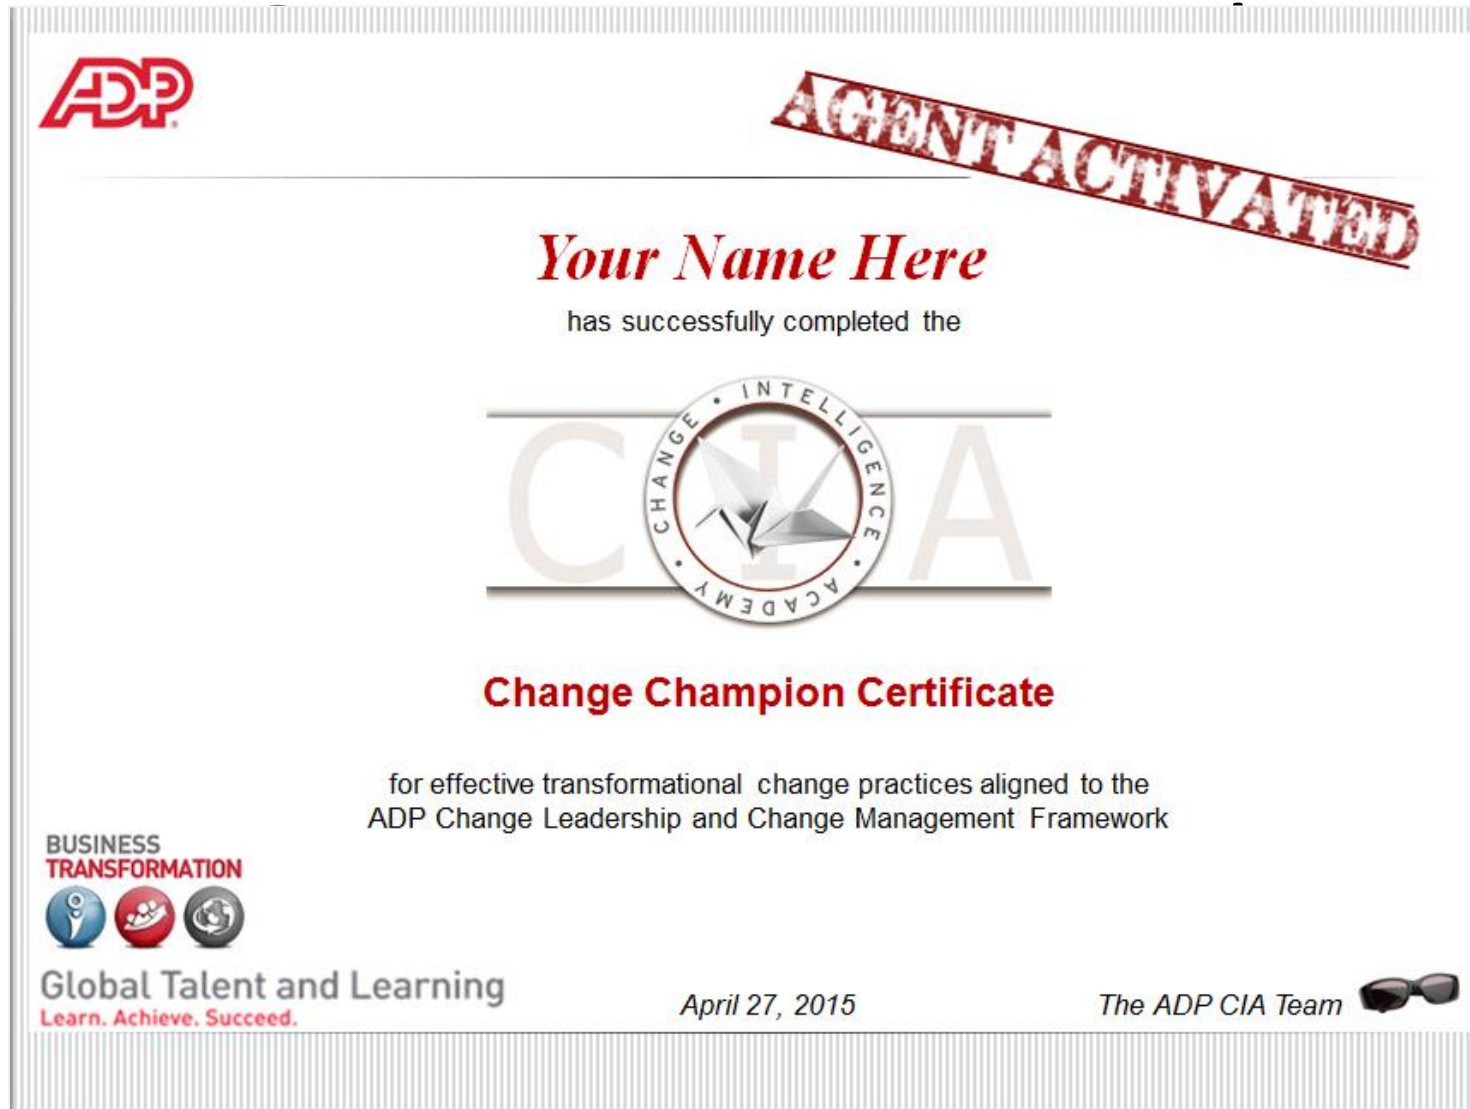 ADP
AGENT ACTIVATED
Your Name Here
has successfully completed the
CIA
CHANGE • INTELLIGENCE • ACADEMY •
Change Champion Certificate
for effective transformational change practices aligned to the
ADP Change Leadership and Change Management Framework
BUSINESS
TRANSFORMATION
Global Talent and Learning
Learn. Achieve. Succeed.
April 27, 2015
The ADP CIA Team